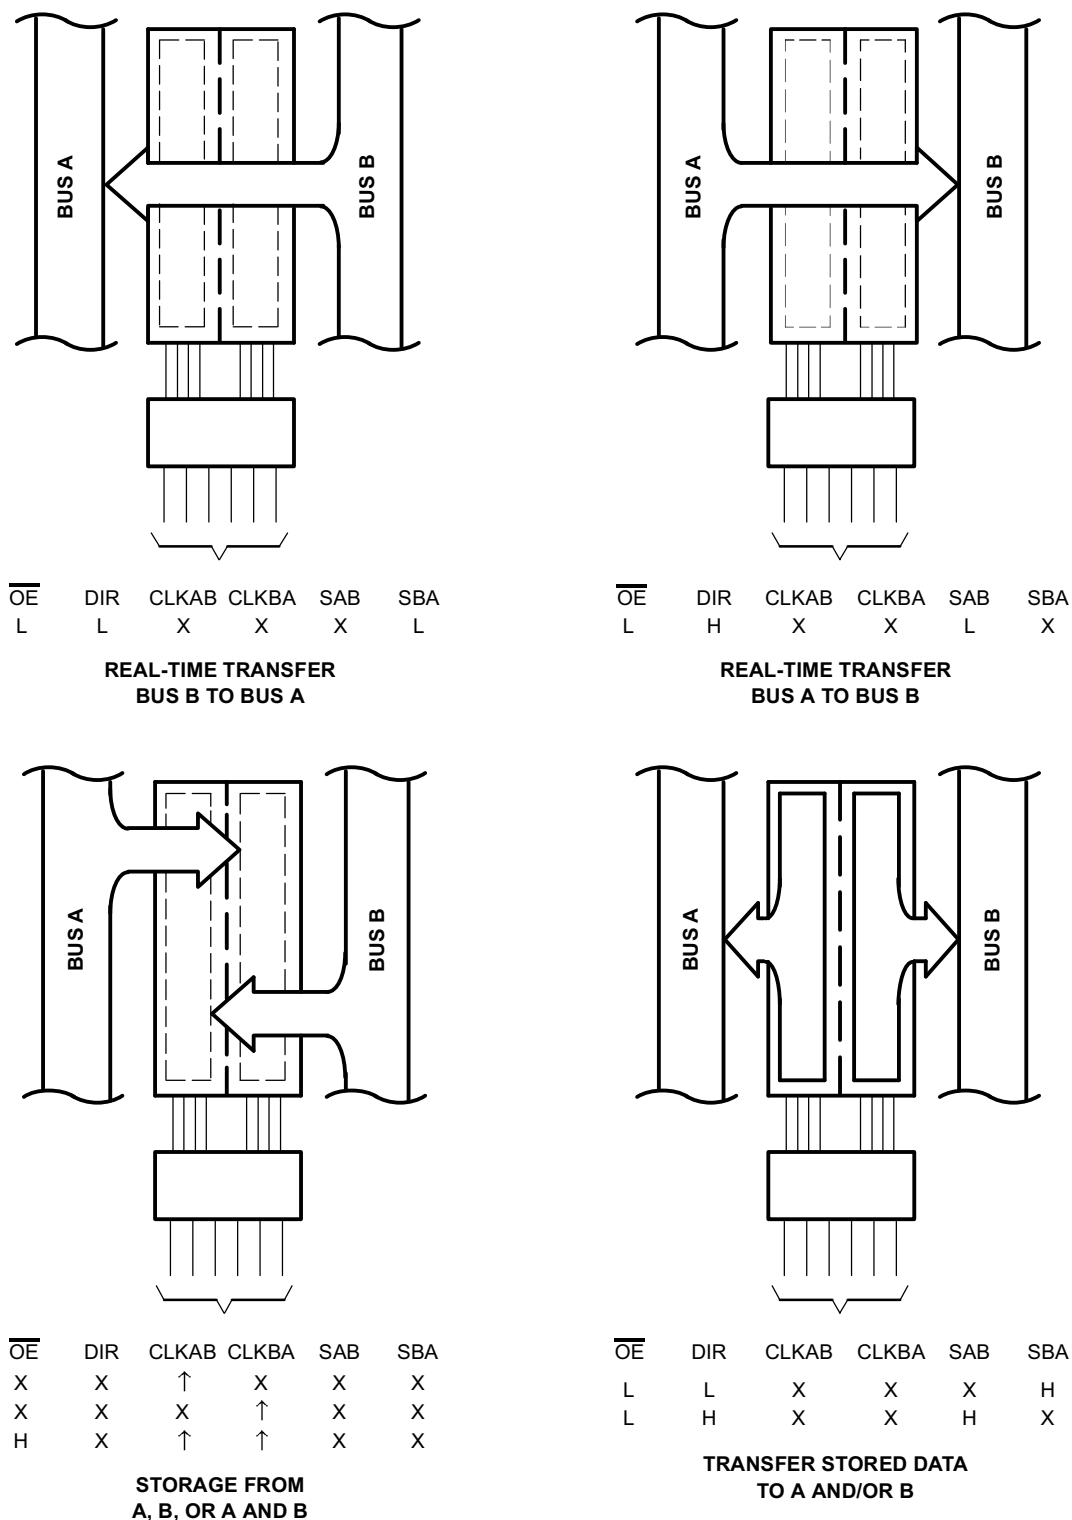 BUS A
BUS B
BUS A
BUS B
OE DIR CLKAB CLKBA SAB SBA
L L X X X L
REAL-TIME TRANSFER
BUS B TO BUS A
OE DIR CLKAB CLKBA SAB SBA
L H X X L X
REAL-TIME TRANSFER
BUS A TO BUS B
BUS A
BUS B
BUS A
BUS B
OE DIR CLKAB CLKBA SAB SBA
X X ↑ X X X
X X X ↑ X X
H X ↑ ↑ X X
STORAGE FROM
A, B, OR A AND B
OE DIR CLKAB CLKBA SAB SBA
L L X X X H
L H X X H X
TRANSFER STORED DATA
TO A AND/OR B